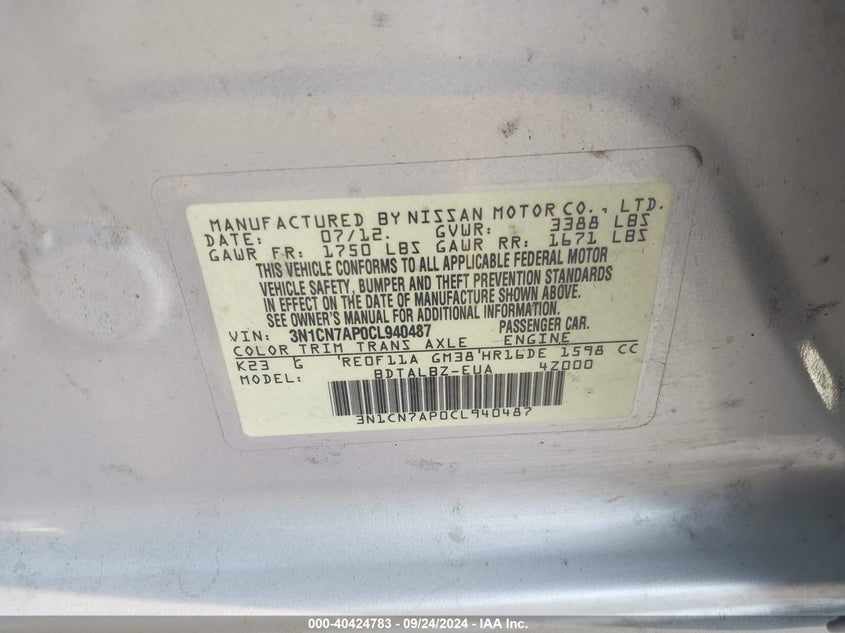 MANUFACTURED BY NISSAN MOTOR CO., LTD.
DATE: 07/12. GVWR: 3388 LBS
GAWR FR: 1750 LBS GAWR RR: 1671 LBS
THIS VEHICLE CONFORMS TO ALL APPLICABLE FEDERAL MOTOR
VEHICLE SAFETY, BUMPER AND THEFT PREVENTION STANDARDS
IN EFFECT ON THE DATE OF MANUFACTURE SHOWN ABOVE.
SEE OWNER'S MANUAL FOR ADDITIONAL INFORMATION.
VIN: 3N1CN7AP0CL940487 PASSENGER CAR.
COLOR TRIM TRANS AXLE ENGINE
K23 G RE0F11A GM38 HR16DE 1598 CC
MODEL: BDTALBZ-EUA 4Z000
3N1CN7AP0CL940487
000-40424783 - 09/24/2024 - IAA Inc.